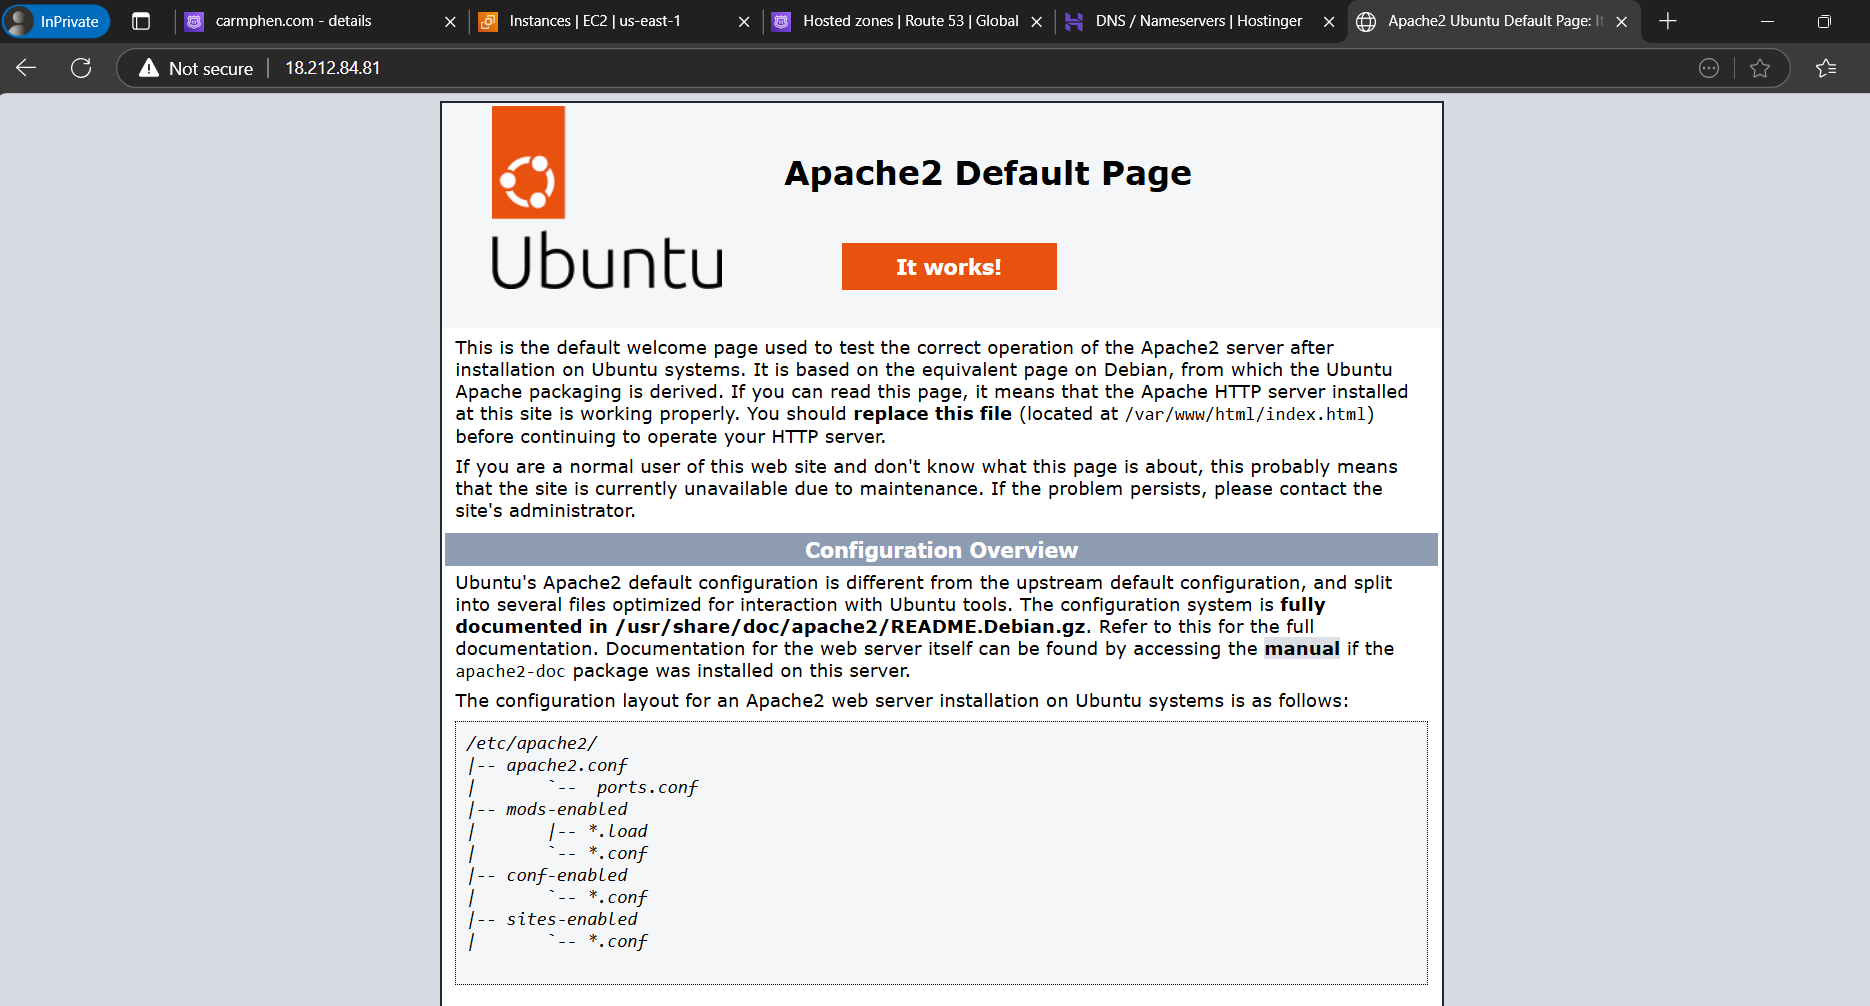 InPrivate
carmphen.com - details
Instances | EC2 | us-east-1
Hosted zones | Route 53 | Global
DNS / Nameservers | Hostinger
Apache2 Ubuntu Default Page: It
Not secure
18.212.84.81
Apache2 Default Page
Ubuntu
It works!
This is the default welcome page used to test the correct operation of the Apache2 server after
installation on Ubuntu systems. It is based on the equivalent page on Debian, from which the Ubuntu
Apache packaging is derived. If you can read this page, it means that the Apache HTTP server installed
at this site is working properly. You should replace this file (located at /var/www/html/index.html)
before continuing to operate your HTTP server.
If you are a normal user of this web site and don't know what this page is about, this probably means
that the site is currently unavailable due to maintenance. If the problem persists, please contact the
site's administrator.
Configuration Overview
Ubuntu's Apache2 default configuration is different from the upstream default configuration, and split
into several files optimized for interaction with Ubuntu tools. The configuration system is fully
documented in /usr/share/doc/apache2/README.Debian.gz. Refer to this for the full
documentation. Documentation for the web server itself can be found by accessing the manual if the
apache2-doc package was installed on this server.
The configuration layout for an Apache2 web server installation on Ubuntu systems is as follows:
/etc/apache2/
|-- apache2.conf
|       `--  ports.conf
|-- mods-enabled
|       |-- *.load
|       `-- *.conf
|-- conf-enabled
|       `-- *.conf
|-- sites-enabled
|       `-- *.conf